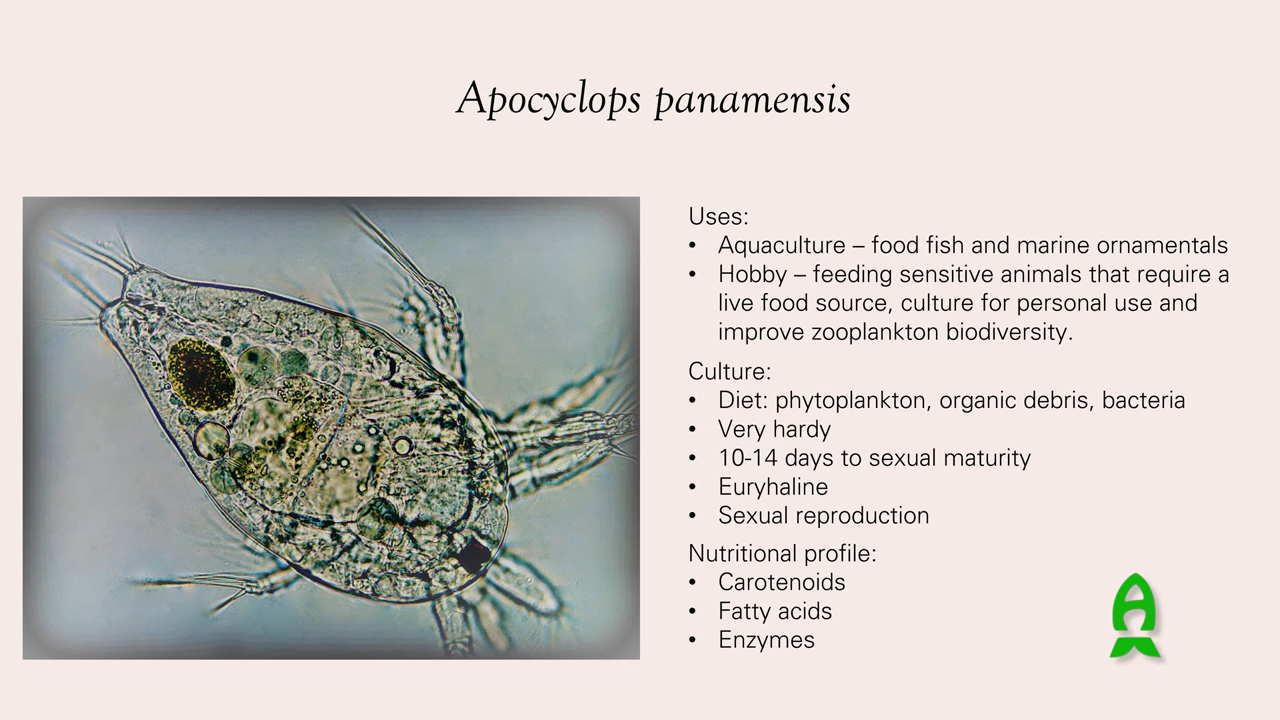 Apocyclops panamensis
Uses:
• Aquaculture – food fish and marine ornamentals
• Hobby – feeding sensitive animals that require a
live food source, culture for personal use and
improve zooplankton biodiversity.
Culture:
• Diet: phytoplankton, organic debris, bacteria
• Very hardy
• 10-14 days to sexual maturity
• Euryhaline
• Sexual reproduction
Nutritional profile:
• Carotenoids
• Fatty acids
• Enzymes